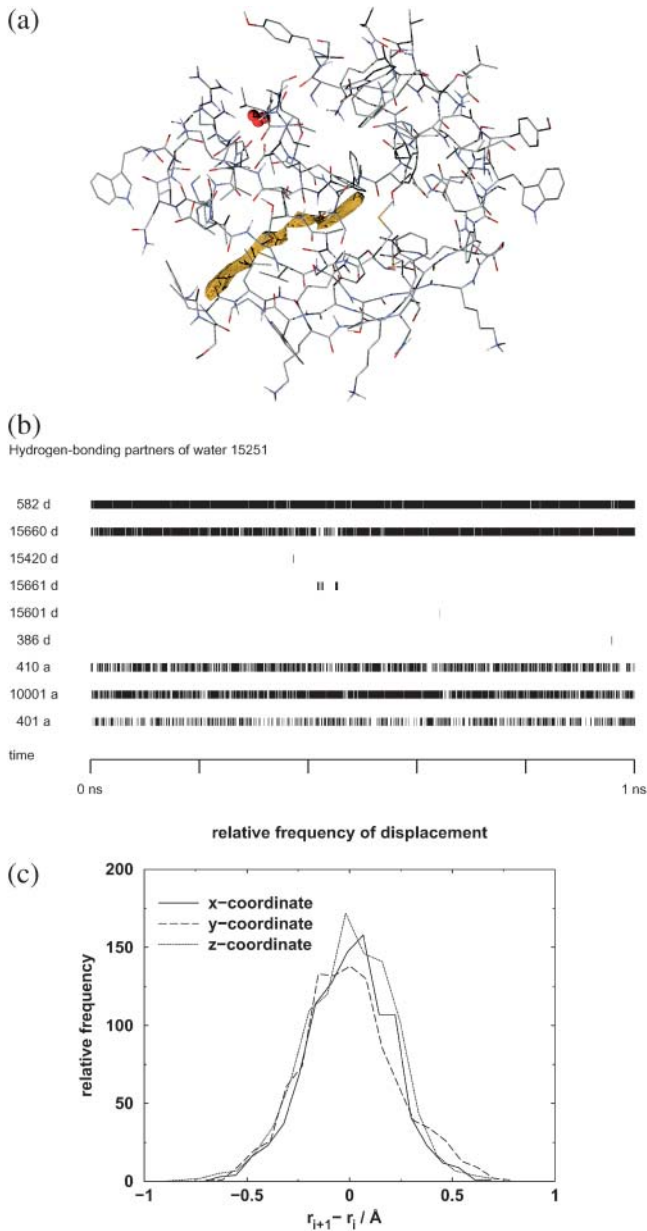 (a)
(b)
Hydrogen-bonding partners of water 15251
582 d
15660 d
15420 d
15661 d
15601 d
386 d
410 a
10001 a
401 a
time
0 ns
1 ns
relative frequency of displacement
(c)
200
150
100
50
0
relative frequency
x-coordinate
y-coordinate
z-coordinate
-1
-0.5
0
0.5
1
r_{i+1} - r_i / Å